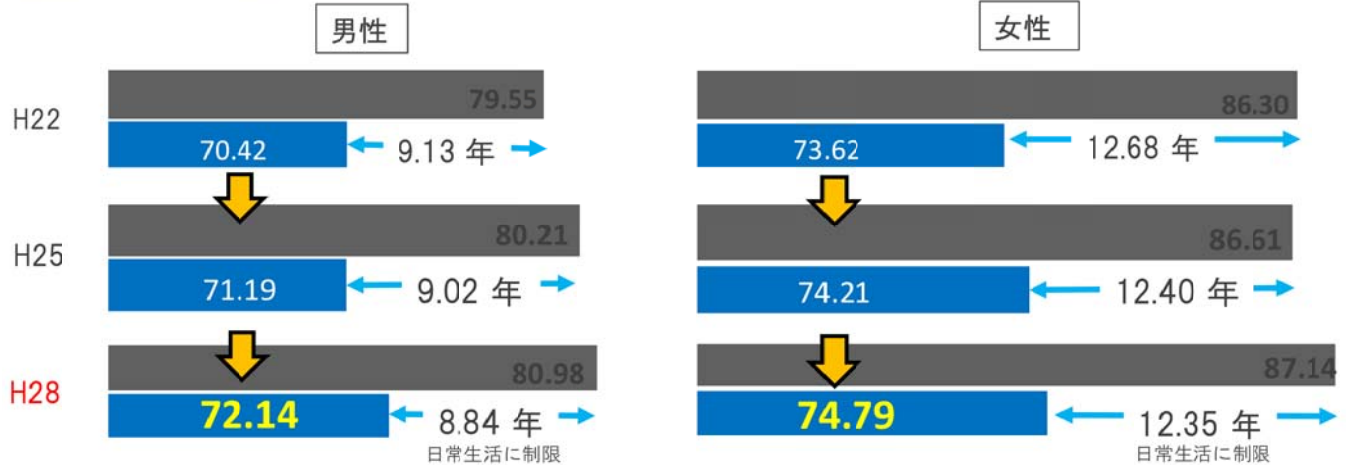 男性
女性
H22
79.55
70.42
9.13 年
86.30
73.62
12.68 年
H25
80.21
71.19
9.02 年
86.61
74.21
12.40 年
H28
80.98
72.14
8.84 年
日常生活に制限
87.14
74.79
12.35 年
日常生活に制限